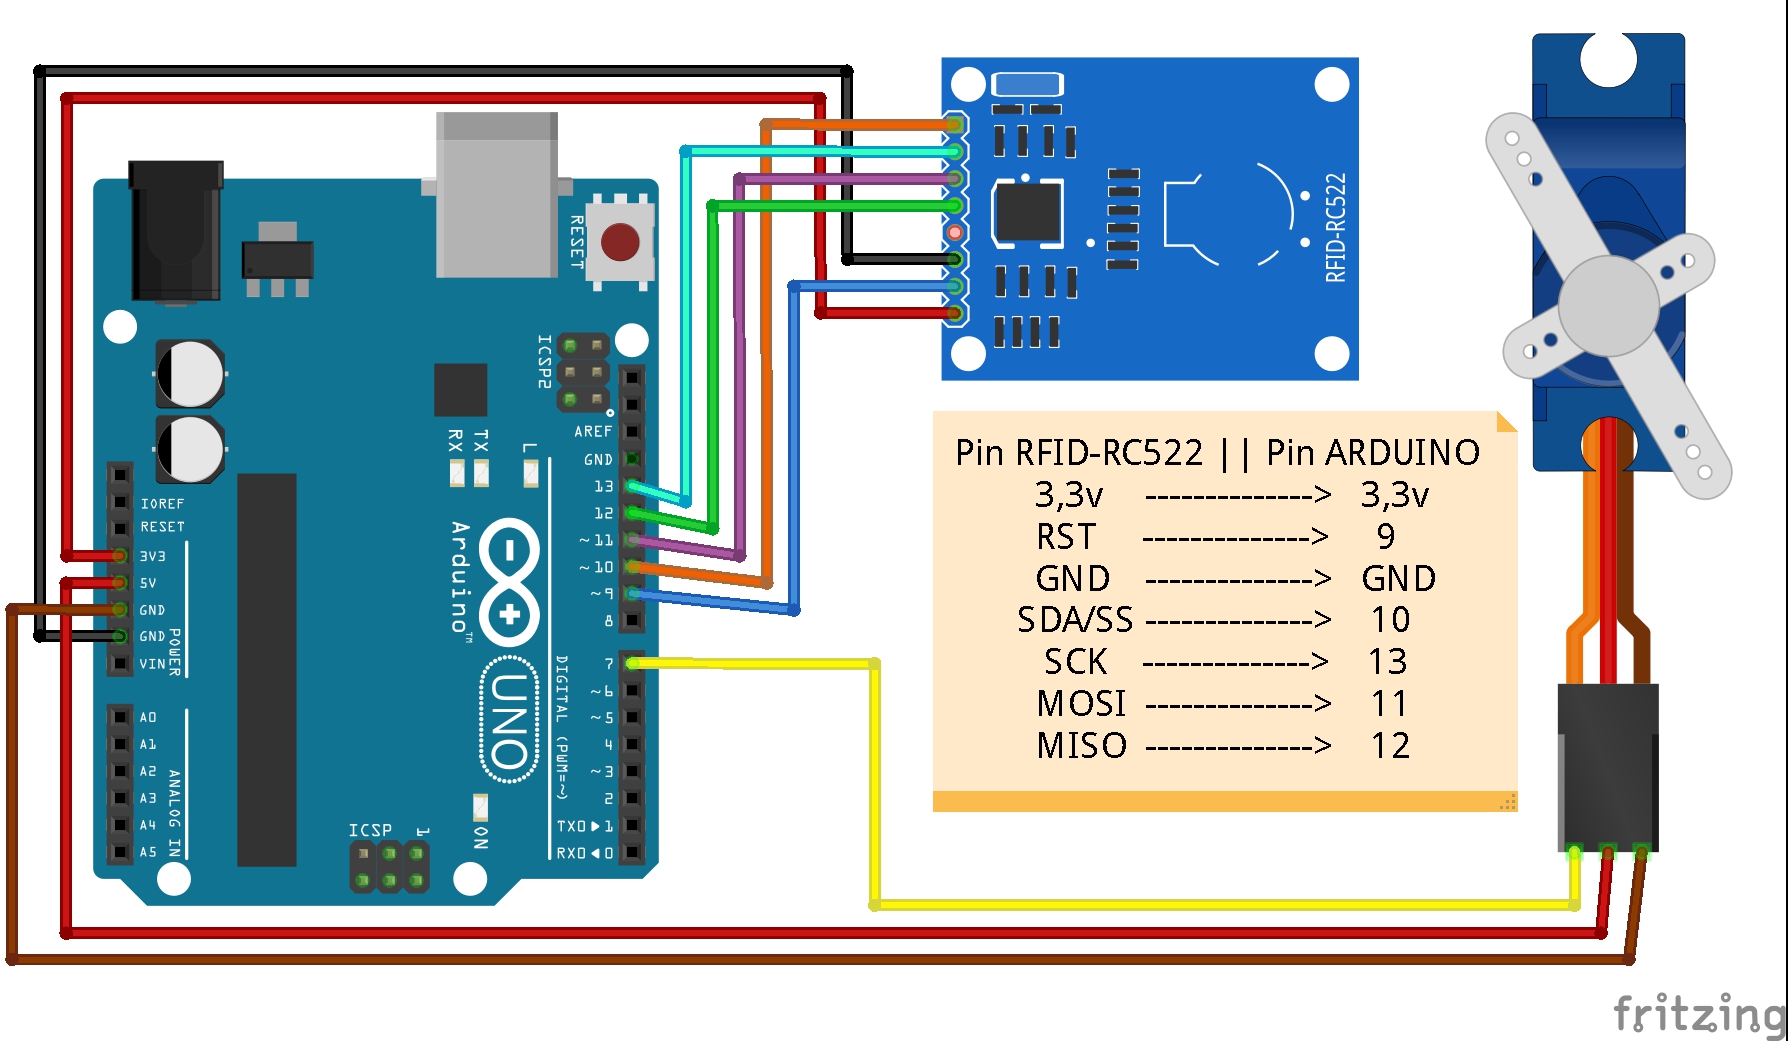 RESET
ICSP2
AREF
GND
RX
TX
L
13
12
~11
~10
~9
8
IOREF
RESET
3V3
5V
GND
GND
VIN
POWER
Arduino™
UNO
7
~6
~5
4
~3
2
TX0▶1
RX0◀0
DIGITAL (PWM=~)
A0
A1
A2
A3
A4
A5
ANALOG IN
ICSP
1
ON
RFID-RC522
Pin RFID-RC522 || Pin ARDUINO
3,3v --------------> 3,3v
RST --------------> 9
GND --------------> GND
SDA/SS --------------> 10
SCK --------------> 13
MOSI --------------> 11
MISO --------------> 12
fritzing